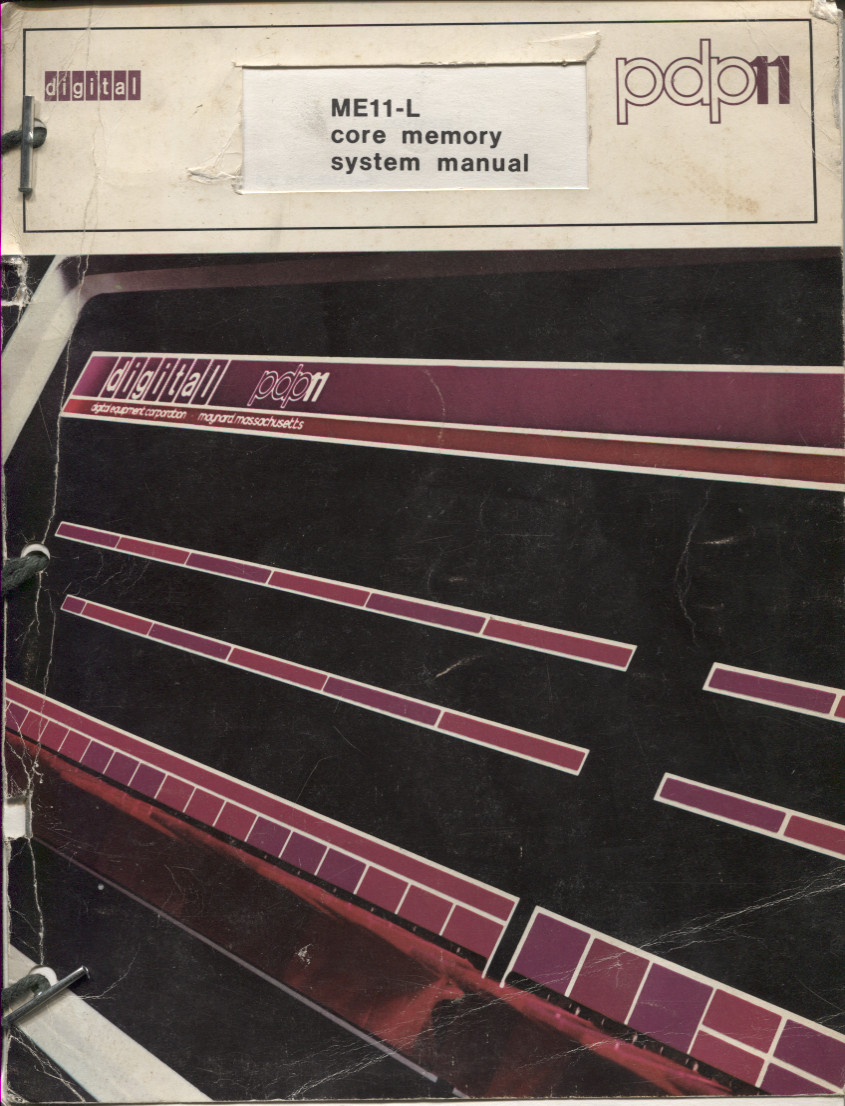 digital
ME11-L
core memory
system manual
pdp11
digital pdp11
digital equipment corporation · maynard massachusetts